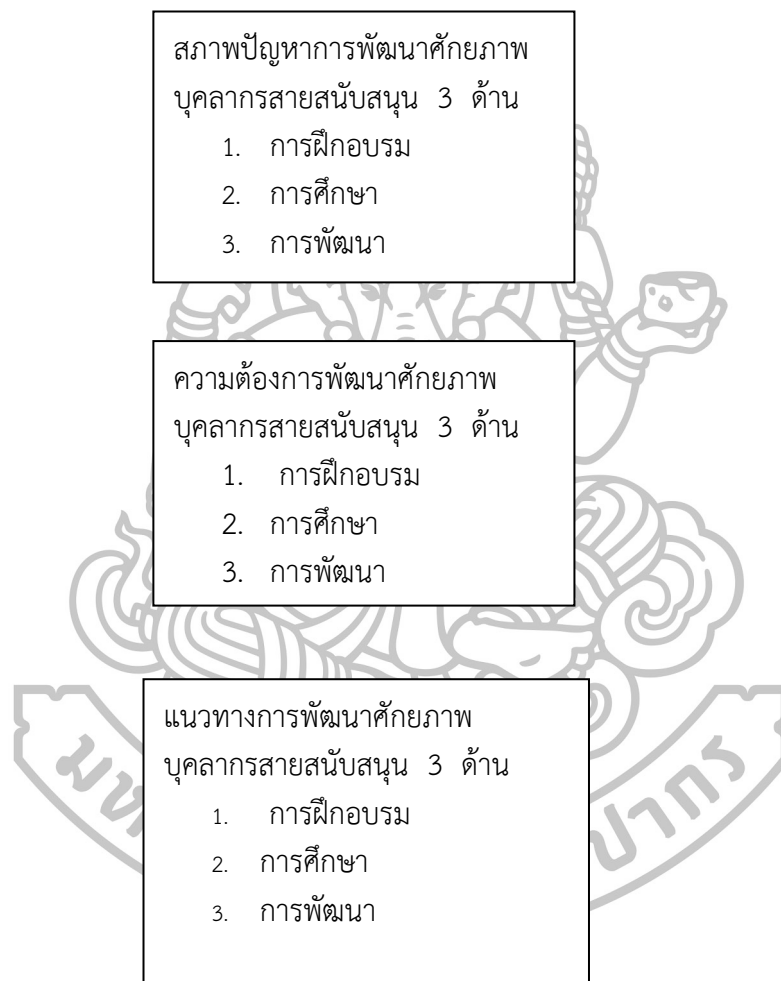 สภาพปัญหาการพัฒนาศักยภาพ
บุคลากรสายสนับสนุน 3 ด้าน
1. การฝึกอบรม
2. การศึกษา
3. การพัฒนา
ความต้องการพัฒนาศักยภาพ
บุคลากรสายสนับสนุน 3 ด้าน
1. การฝึกอบรม
2. การศึกษา
3. การพัฒนา
แนวทางการพัฒนาศักยภาพ
บุคลากรสายสนับสนุน 3 ด้าน
1. การฝึกอบรม
2. การศึกษา
3. การพัฒนา